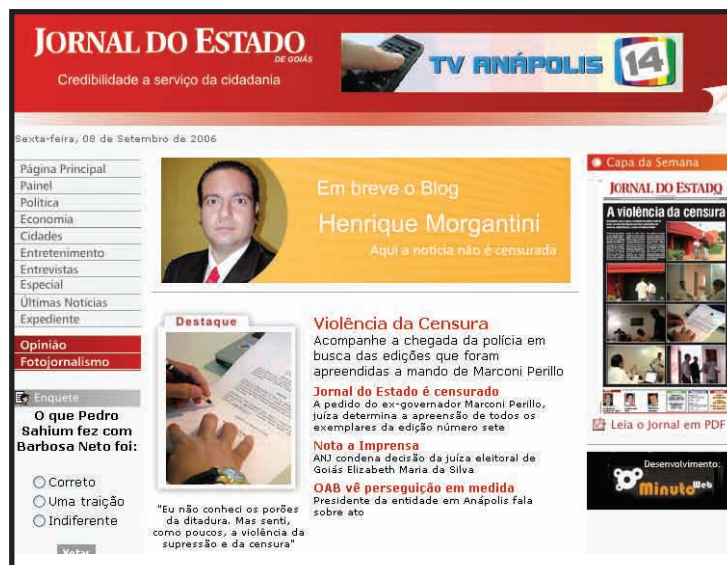 JORNAL DO ESTADO
DE GOIÁS
Credibilidade a serviço da cidadania
TV ANÁPOLIS 14
Sexta-feira, 08 de Setembro de 2006
Página Principal
Painel
Política
Economia
Cidades
Entretenimento
Entrevistas
Especial
Últimas Notícias
Expediente
Opinião
Fotojornalismo
Enquete
O que Pedro
Sahium fez com
Barbosa Neto foi:
Correto
Uma traição
Indiferente
Votar
Em breve o Blog
Henrique Morgantini
Aqui a noticia não é censurada
Destaque
"Eu não conheci os porões
da ditadura. Mas senti,
como poucos, a violência da
supressão e da censura"
Violência da Censura
Acompanhe a chegada da polícia em
busca das edições que foram
apreendidas a mando de Marconi Perillo
Jornal do Estado é censurado
A pedido do ex-governador Marconi Perillo,
juíza determina a apreensão de todos os
exemplares da edição número sete
Nota a Imprensa
ANJ condena decisão da juíza eleitoral de
Goiás Elizabeth Maria da Silva
OAB vê perseguição em medida
Presidente da entidade em Anápolis fala
sobre ato
Capa da Semana
JORNAL DO ESTADO
A violência da censura
Leia o Jornal em PDF
Desenvolvimento:
Minuto Web